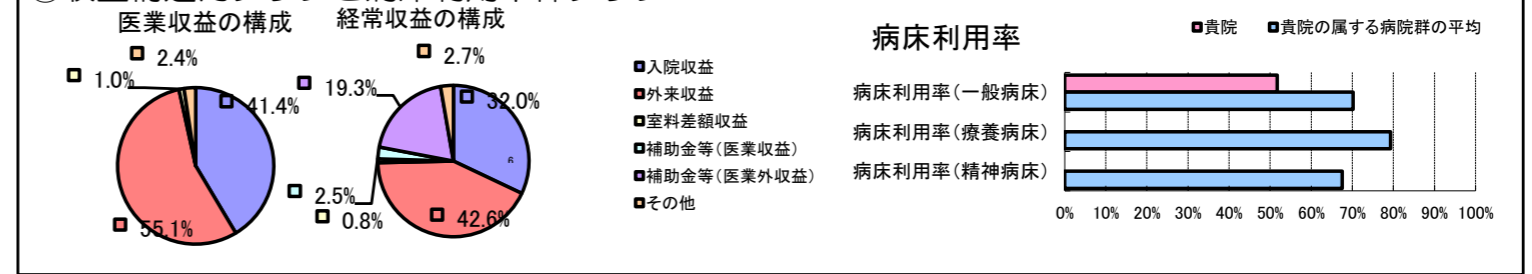 医業収益の構成
2.4%
1.0%
41.4%
55.1%
経常収益の構成
2.7%
19.3%
32.0%
6
2.5%
0.8%
42.6%
入院収益
外来収益
室料差額収益
補助金等(医業収益)
補助金等(医業外収益)
その他
病床利用率
貴院 貴院の属する病院群の平均
病床利用率(一般病床)
病床利用率(療養病床)
病床利用率(精神病床)
0% 10% 20% 30% 40% 50% 60% 70% 80% 90% 100%